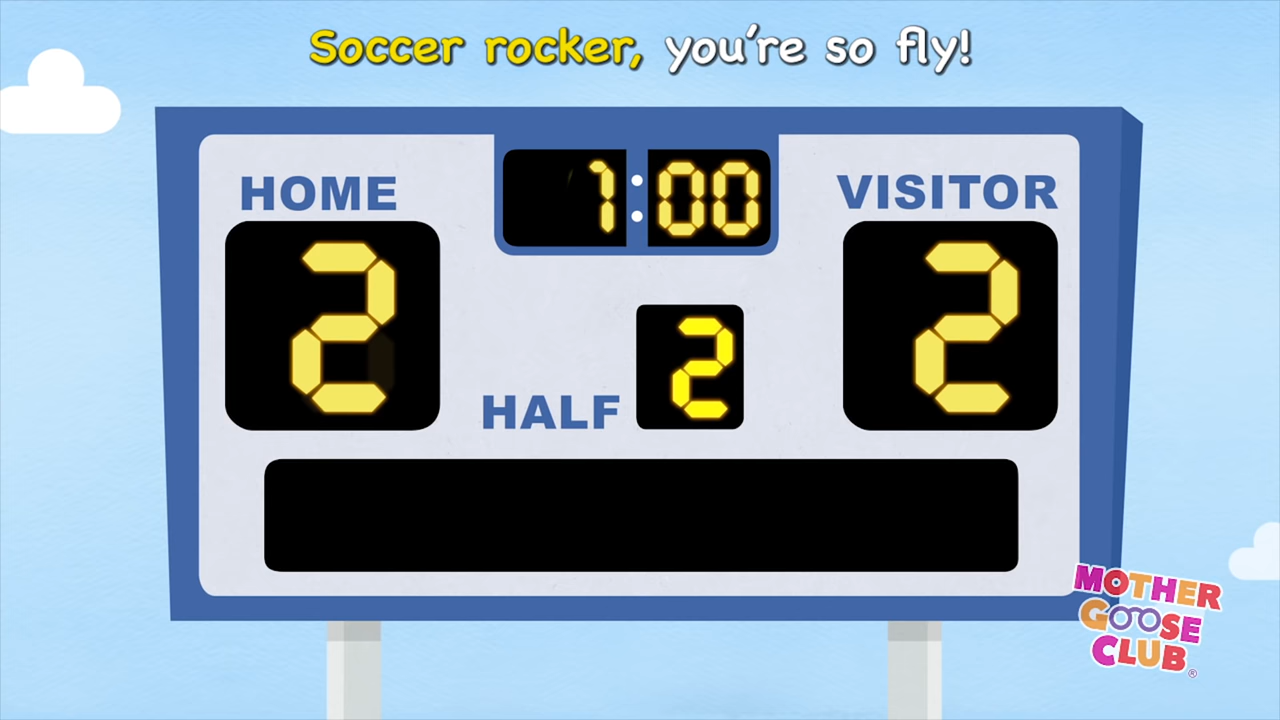 Soccer rocker, you're so fly!
HOME
1:00
VISITOR
2
2
HALF 2
MOTHER
GOOSE
CLUB®